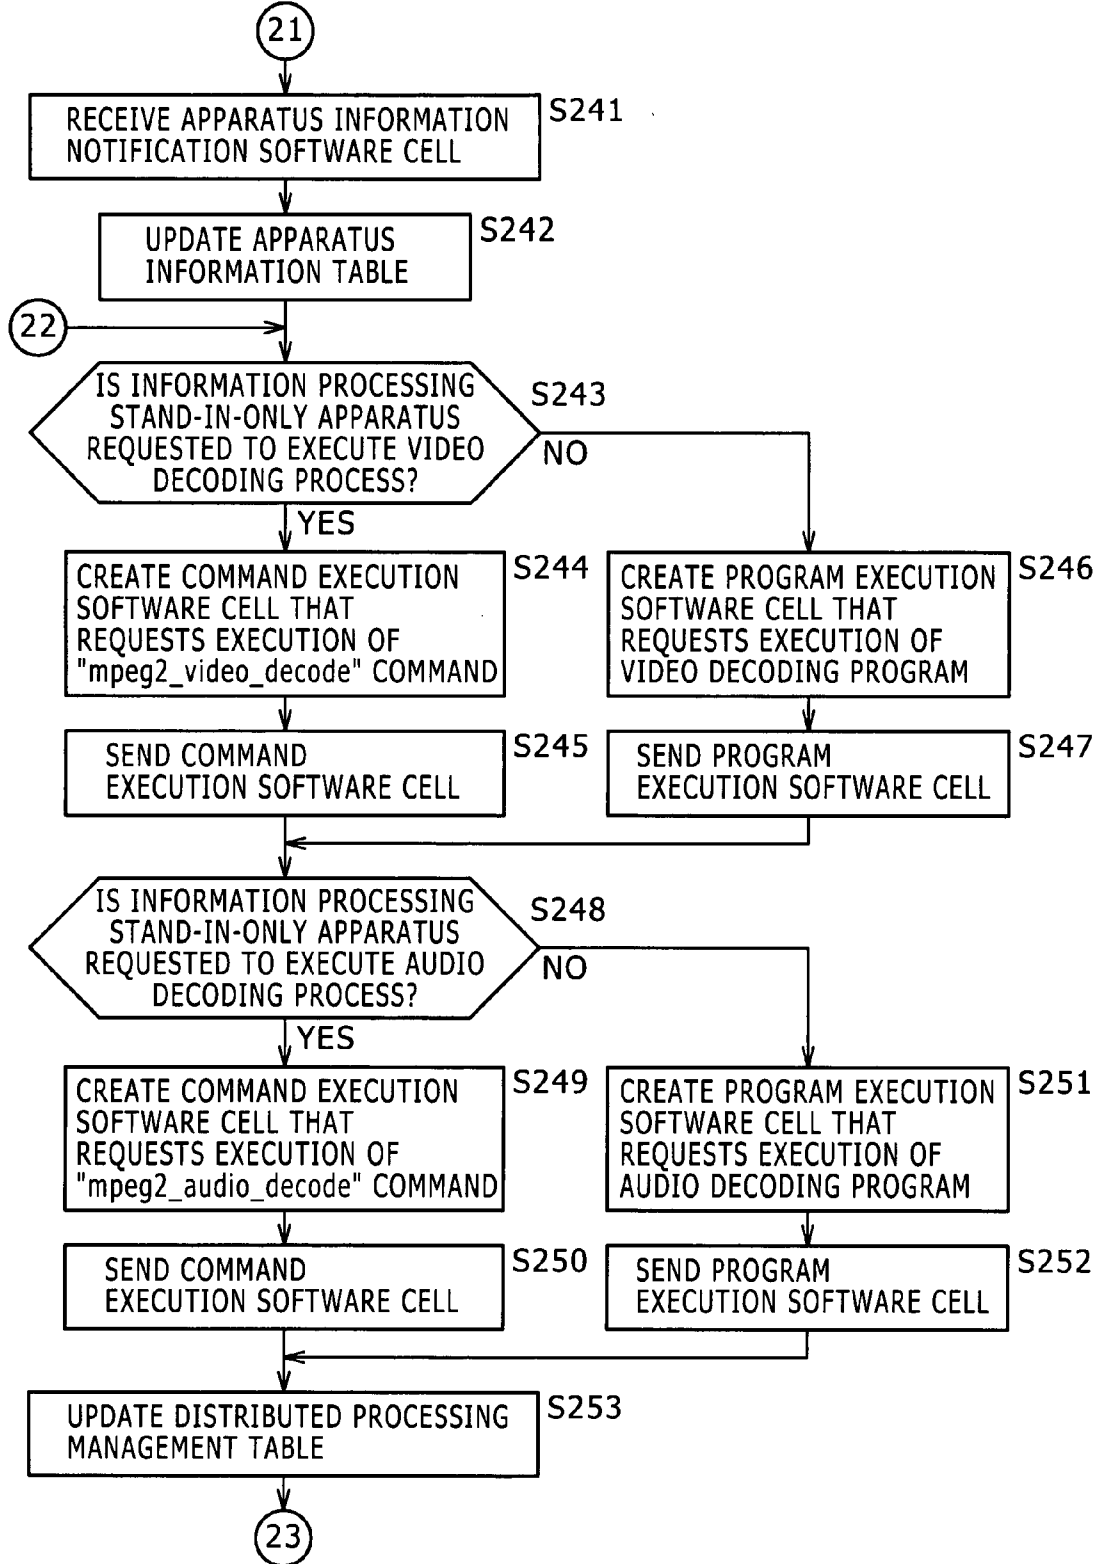 21
RECEIVE APPARATUS INFORMATION
NOTIFICATION SOFTWARE CELL
S241
UPDATE APPARATUS
INFORMATION TABLE
S242
22
IS INFORMATION PROCESSING
STAND-IN-ONLY APPARATUS
REQUESTED TO EXECUTE VIDEO
DECODING PROCESS?
S243
NO
YES
CREATE COMMAND EXECUTION
SOFTWARE CELL THAT
REQUESTS EXECUTION OF
"mpeg2_video_decode" COMMAND
S244
CREATE PROGRAM EXECUTION
SOFTWARE CELL THAT
REQUESTS EXECUTION OF
VIDEO DECODING PROGRAM
S246
SEND COMMAND
EXECUTION SOFTWARE CELL
S245
SEND PROGRAM
EXECUTION SOFTWARE CELL
S247
IS INFORMATION PROCESSING
STAND-IN-ONLY APPARATUS
REQUESTED TO EXECUTE AUDIO
DECODING PROCESS?
S248
NO
YES
CREATE COMMAND EXECUTION
SOFTWARE CELL THAT
REQUESTS EXECUTION OF
"mpeg2_audio_decode" COMMAND
S249
CREATE PROGRAM EXECUTION
SOFTWARE CELL THAT
REQUESTS EXECUTION OF
AUDIO DECODING PROGRAM
S251
SEND COMMAND
EXECUTION SOFTWARE CELL
S250
SEND PROGRAM
EXECUTION SOFTWARE CELL
S252
UPDATE DISTRIBUTED PROCESSING
MANAGEMENT TABLE
S253
23